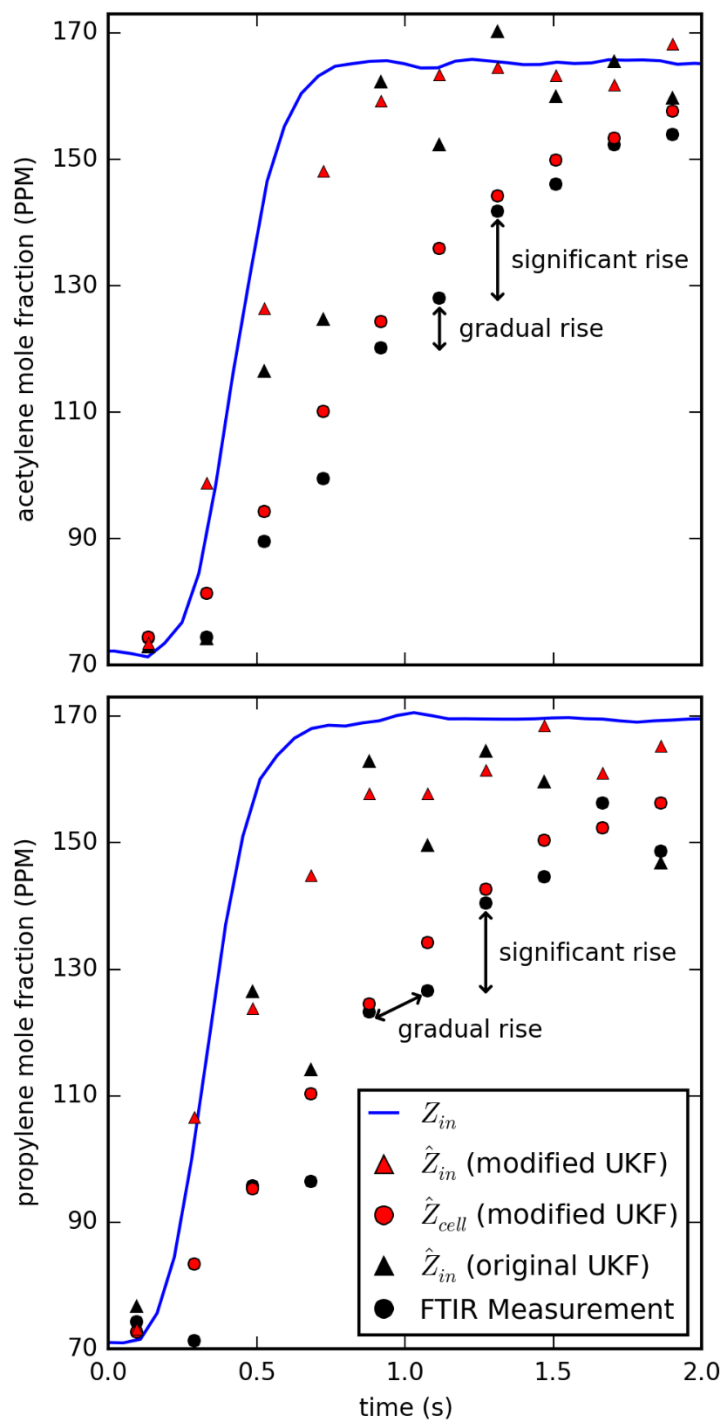 170
150
130
110
90
70
acetylene mole fraction (PPM)
significant rise
gradual rise
170
150
130
110
90
70
propylene mole fraction (PPM)
significant rise
gradual rise
Z_in
Ẑ_in (modified UKF)
Ẑ_cell (modified UKF)
Ẑ_in (original UKF)
FTIR Measurement
0.0 0.5 1.0 1.5 2.0
time (s)